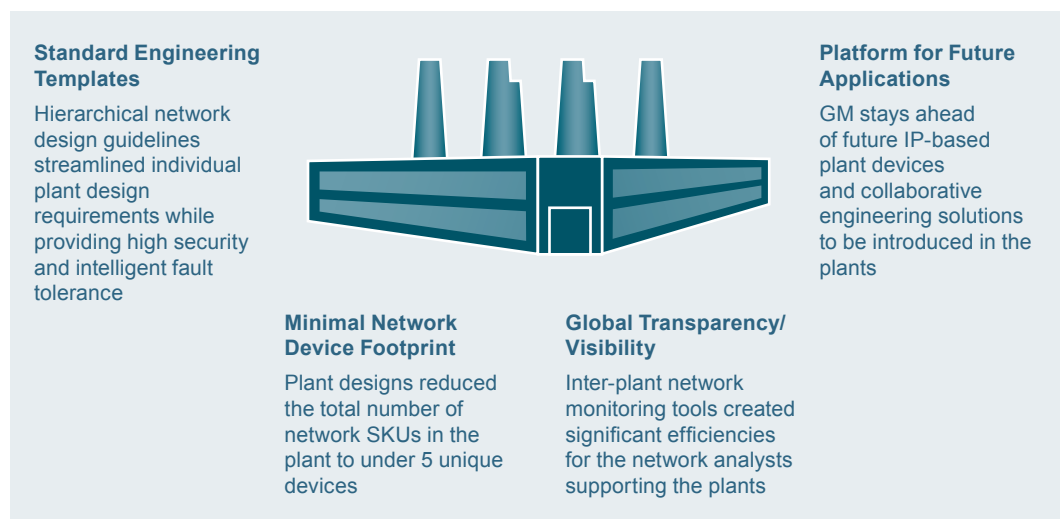 Standard Engineering
Templates
Hierarchical network
design guidelines
streamlined individual
plant design
requirements while
providing high security
and intelligent fault
tolerance
Minimal Network
Device Footprint
Plant designs reduced
the total number of
network SKUs in the
plant to under 5 unique
devices
Global Transparency/
Visibility
Inter-plant network
monitoring tools created
significant efficiencies
for the network analysts
supporting the plants
Platform for Future
Applications
GM stays ahead
of future IP-based
plant devices
and collaborative
engineering solutions
to be introduced in the
plants